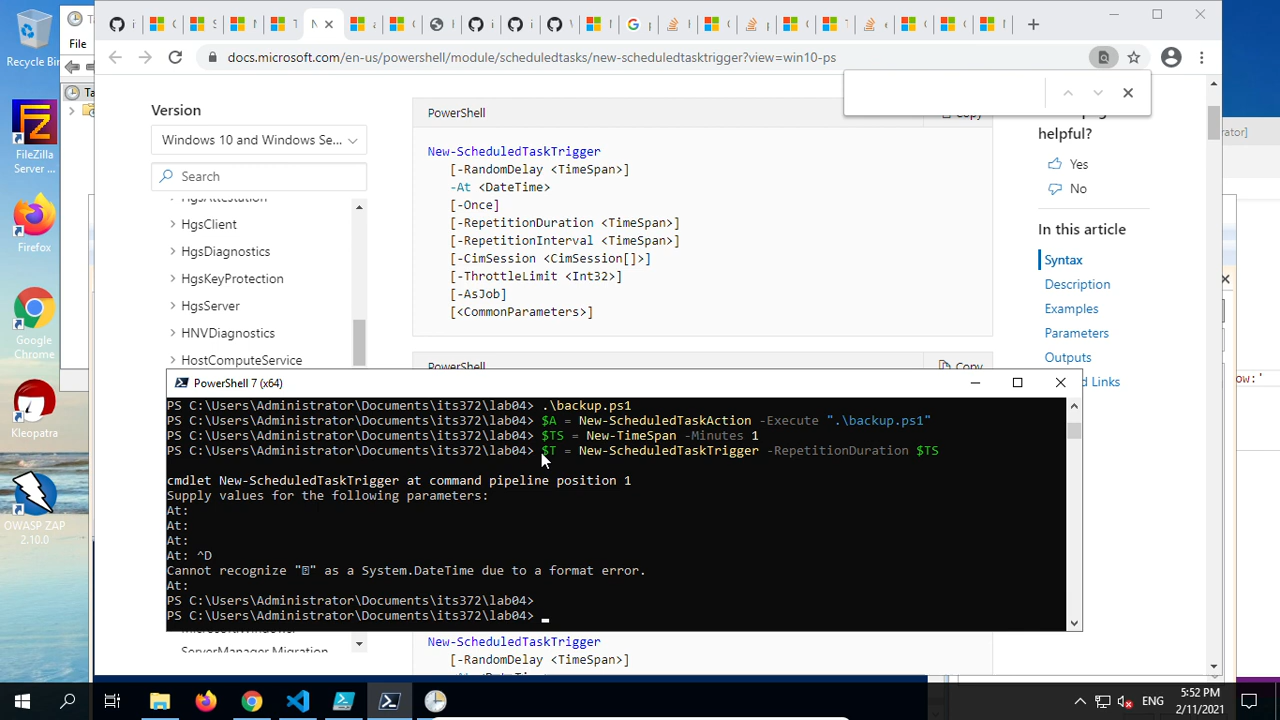 Recycle Bin
FileZilla
Server ...
Firefox
Google
Chrome
Kleopatra
OWASP ZAP
2.10.0
File
docs.microsoft.com/en-us/powershell/module/scheduledtasks/new-scheduledtasktrigger?view=win10-ps
Version
Windows 10 and Windows Se...
Search
HgsAttestation
HgsClient
HgsDiagnostics
HgsKeyProtection
HgsServer
HNVDiagnostics
HostComputeService
ServerManager.Migration
PowerShell
Copy
New-ScheduledTaskTrigger
[-RandomDelay <TimeSpan>]
-At <DateTime>
[-Once]
[-RepetitionDuration <TimeSpan>]
[-RepetitionInterval <TimeSpan>]
[-CimSession <CimSession[]>]
[-ThrottleLimit <Int32>]
[-AsJob]
[<CommonParameters>]
PowerShell
Copy
helpful?
Yes
No
In this article
Syntax
Description
Examples
Parameters
Outputs
d Links
ow:'
PowerShell 7 (x64)
PS C:\Users\Administrator\Documents\its372\lab04> .\backup.ps1
PS C:\Users\Administrator\Documents\its372\lab04> $A = New-ScheduledTaskAction -Execute ".\backup.ps1"
PS C:\Users\Administrator\Documents\its372\lab04> $TS = New-TimeSpan -Minutes 1
PS C:\Users\Administrator\Documents\its372\lab04> $T = New-ScheduledTaskTrigger -RepetitionDuration $TS
cmdlet New-ScheduledTaskTrigger at command pipeline position 1
Supply values for the following parameters:
At:
At:
At:
At: ^D
Cannot recognize "" as a System.DateTime due to a format error.
At:
PS C:\Users\Administrator\Documents\its372\lab04>
PS C:\Users\Administrator\Documents\its372\lab04>
New-ScheduledTaskTrigger
[-RandomDelay <TimeSpan>]
ENG
5:52 PM
2/11/2021